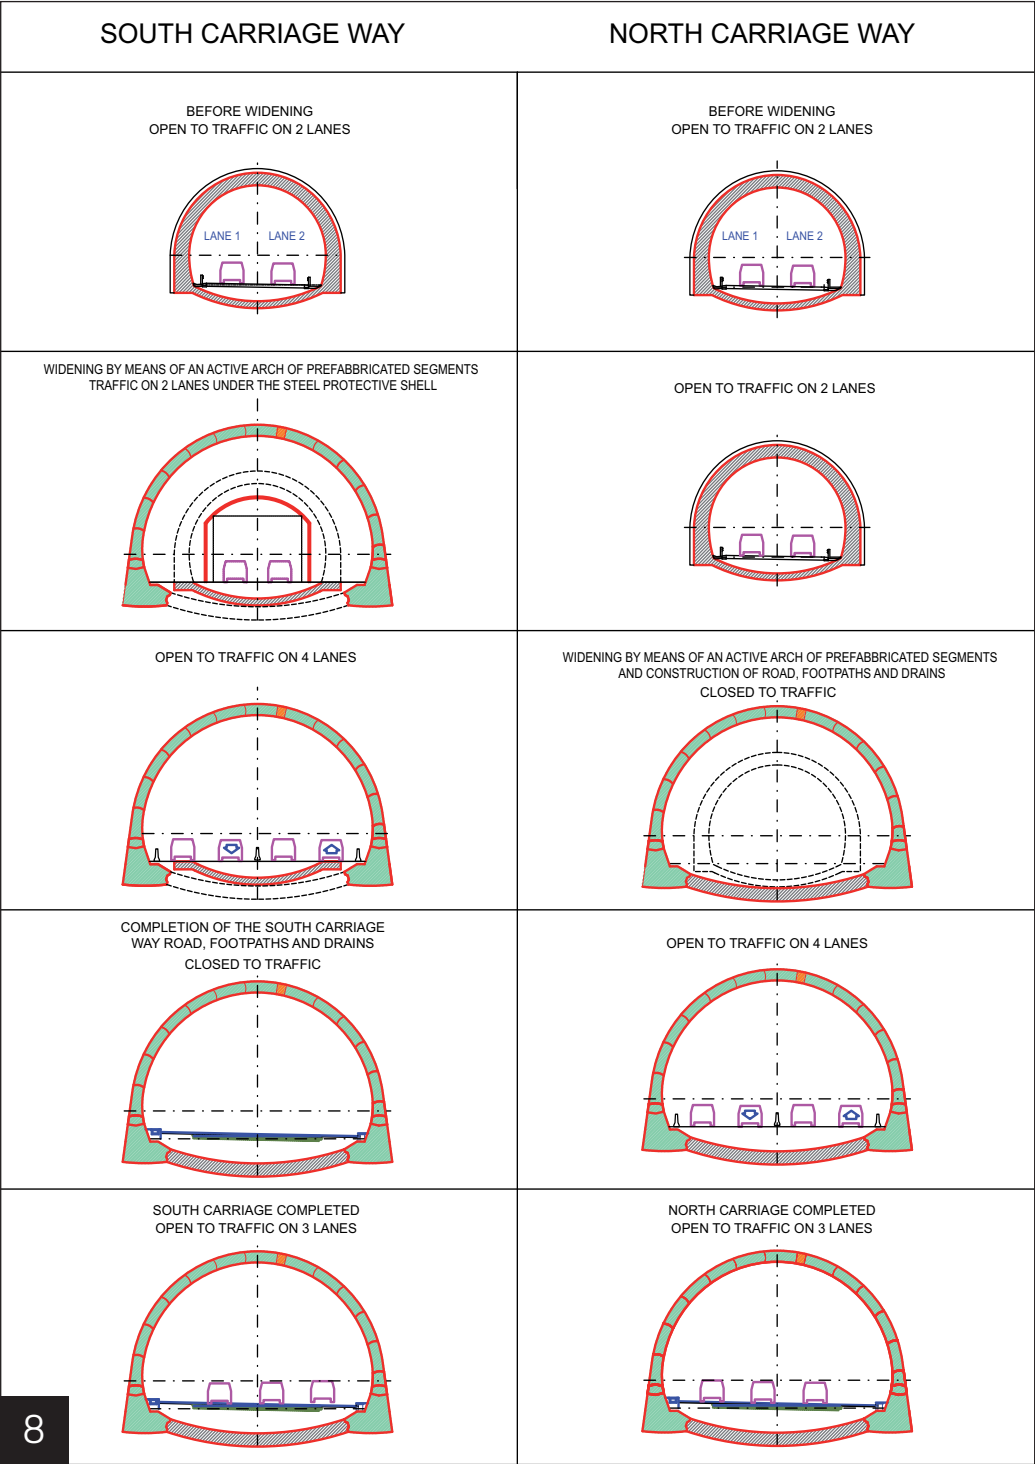 SOUTH CARRIAGE WAY
NORTH CARRIAGE WAY
BEFORE WIDENING
OPEN TO TRAFFIC ON 2 LANES
LANE 1
LANE 2
BEFORE WIDENING
OPEN TO TRAFFIC ON 2 LANES
LANE 1
LANE 2
WIDENING BY MEANS OF AN ACTIVE ARCH OF PREFABBRICATED SEGMENTS
TRAFFIC ON 2 LANES UNDER THE STEEL PROTECTIVE SHELL
OPEN TO TRAFFIC ON 2 LANES
OPEN TO TRAFFIC ON 4 LANES
WIDENING BY MEANS OF AN ACTIVE ARCH OF PREFABBRICATED SEGMENTS
AND CONSTRUCTION OF ROAD, FOOTPATHS AND DRAINS
CLOSED TO TRAFFIC
COMPLETION OF THE SOUTH CARRIAGE
WAY ROAD, FOOTPATHS AND DRAINS
CLOSED TO TRAFFIC
OPEN TO TRAFFIC ON 4 LANES
SOUTH CARRIAGE COMPLETED
OPEN TO TRAFFIC ON 3 LANES
NORTH CARRIAGE COMPLETED
OPEN TO TRAFFIC ON 3 LANES
8